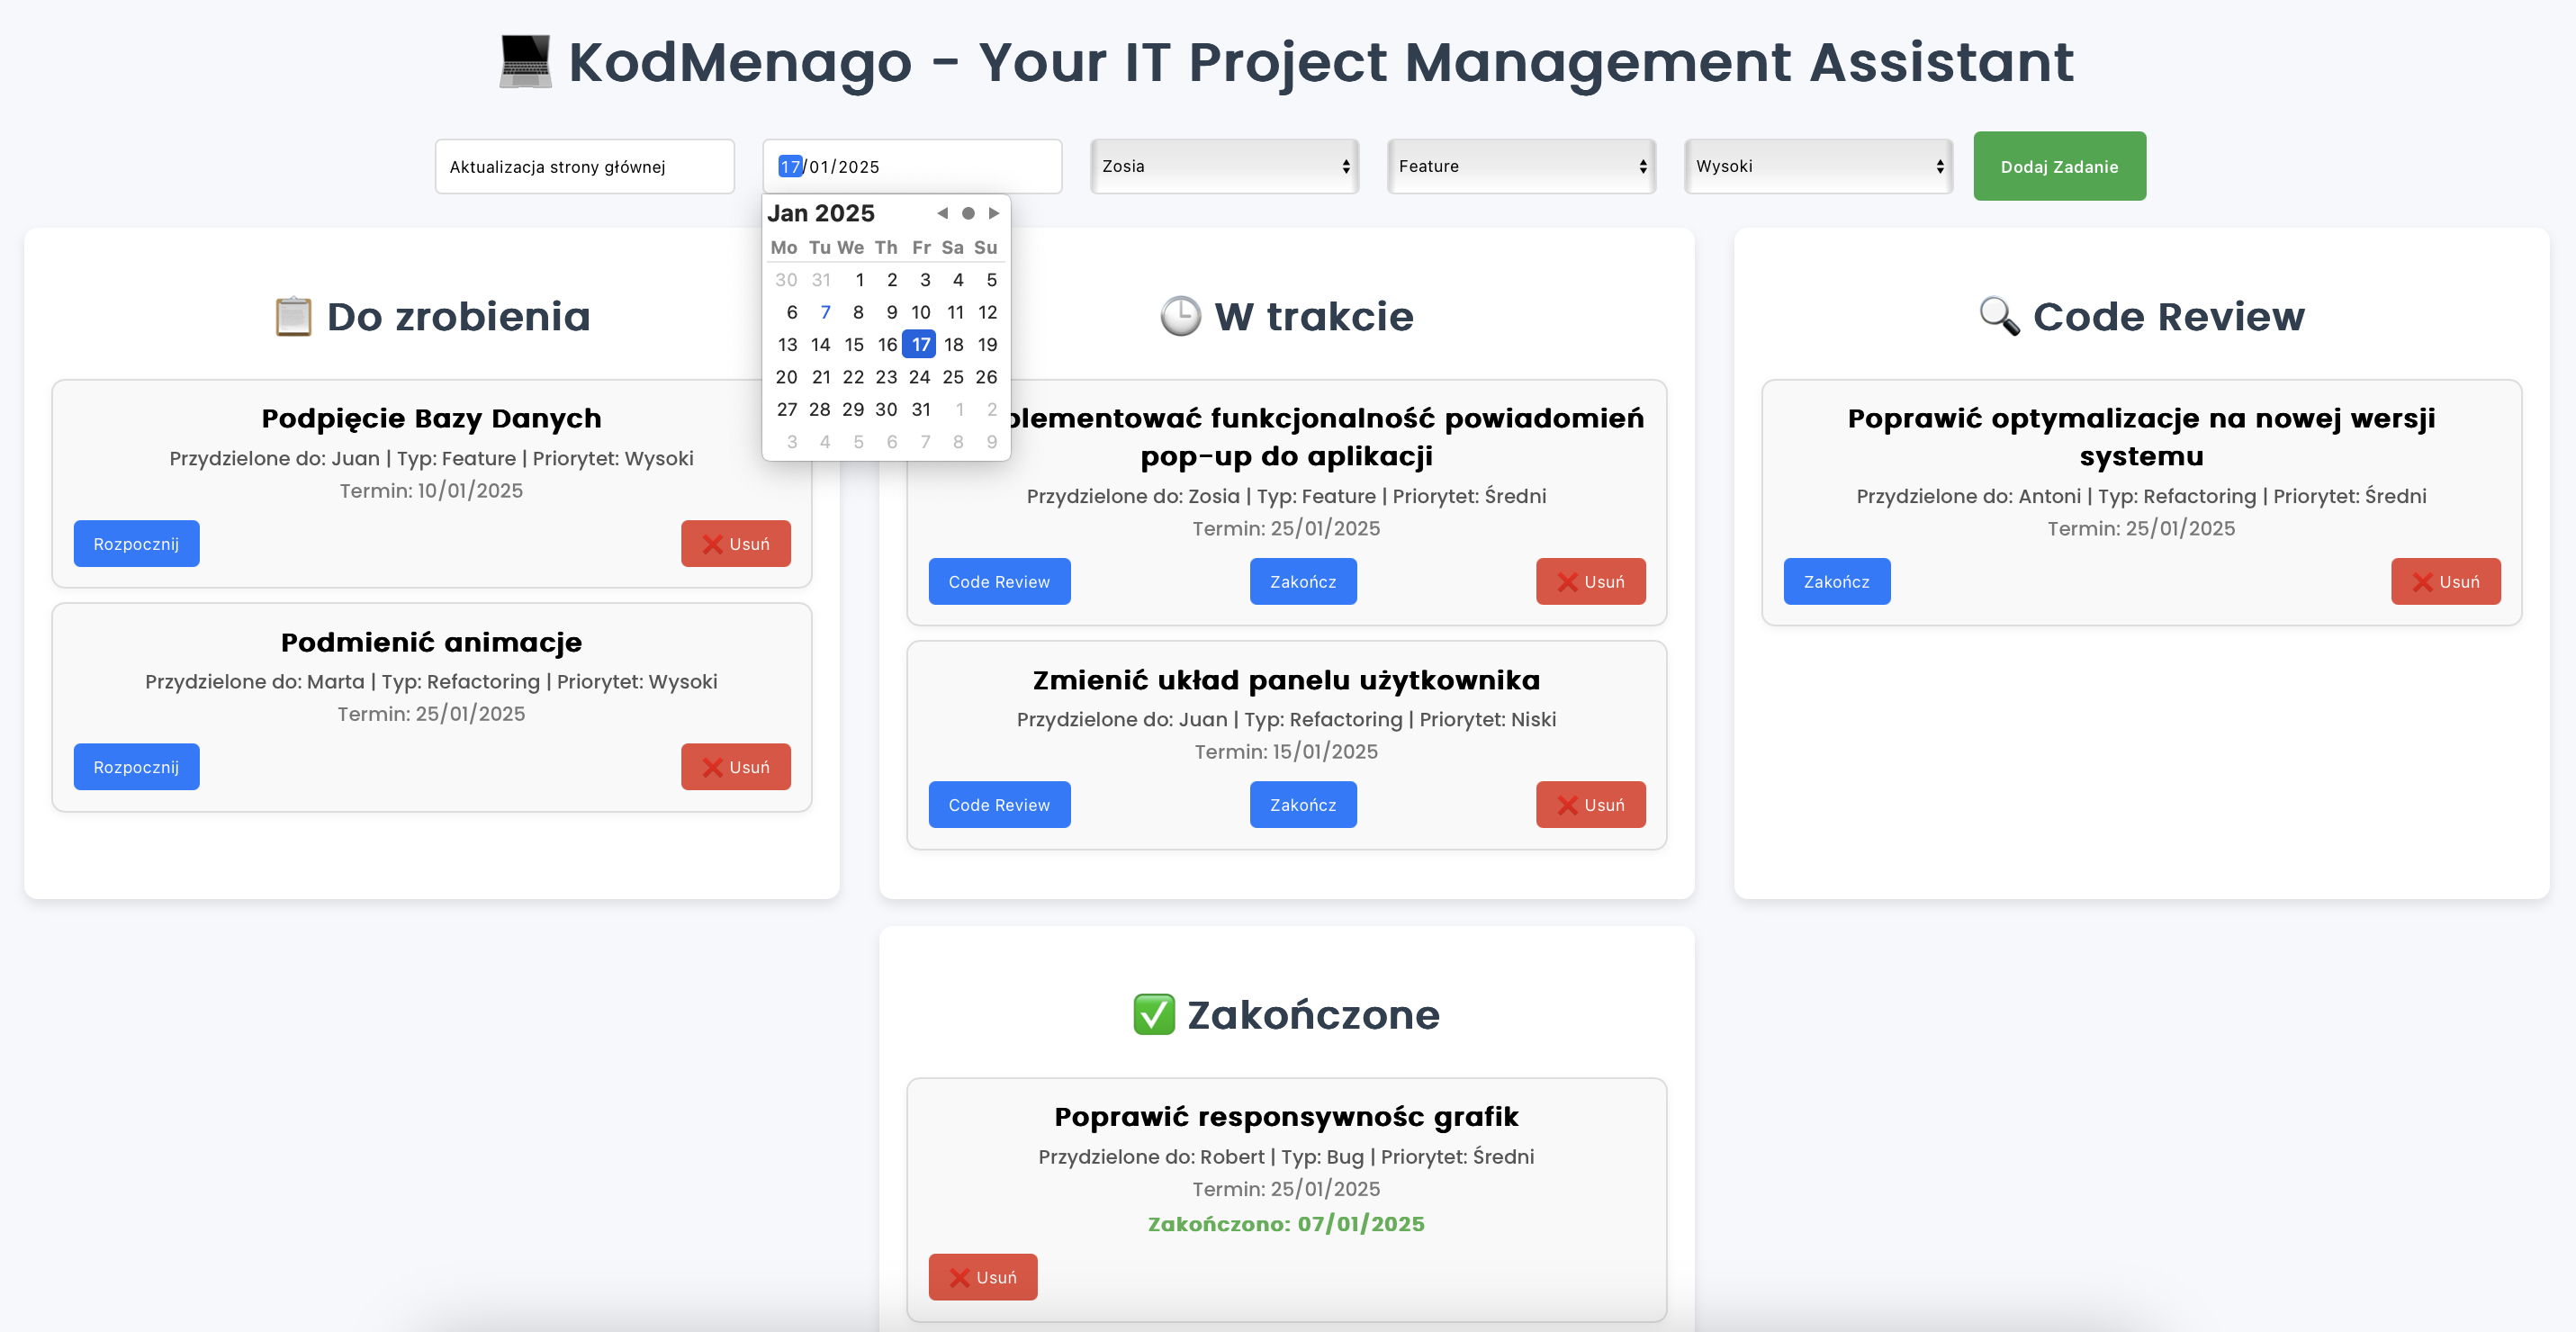 KodMenago - Your IT Project Management Assistant
Aktualizacja strony głównej
17/01/2025
Zosia
Feature
Wysoki
Dodaj Zadanie
Jan 2025
Mo Tu We Th Fr Sa Su
30 31 1 2 3 4 5
6 7 8 9 10 11 12
13 14 15 16 17 18 19
20 21 22 23 24 25 26
27 28 29 30 31 1 2
3 4 5 6 7 8 9
Do zrobienia
Podpięcie Bazy Danych
Przydzielone do: Juan | Typ: Feature | Priorytet: Wysoki
Termin: 10/01/2025
Rozpocznij
Usuń
Podmienić animacje
Przydzielone do: Marta | Typ: Refactoring | Priorytet: Wysoki
Termin: 25/01/2025
Rozpocznij
Usuń
W trakcie
plementować funkcjonalność powiadomień
pop-up do aplikacji
Przydzielone do: Zosia | Typ: Feature | Priorytet: Średni
Termin: 25/01/2025
Code Review
Zakończ
Usuń
Zmienić układ panelu użytkownika
Przydzielone do: Juan | Typ: Refactoring | Priorytet: Niski
Termin: 15/01/2025
Code Review
Zakończ
Usuń
Code Review
Poprawić optymalizacje na nowej wersji
systemu
Przydzielone do: Antoni | Typ: Refactoring | Priorytet: Średni
Termin: 25/01/2025
Zakończ
Usuń
Zakończone
Poprawić responsywnośc grafik
Przydzielone do: Robert | Typ: Bug | Priorytet: Średni
Termin: 25/01/2025
Zakończono: 07/01/2025
Usuń